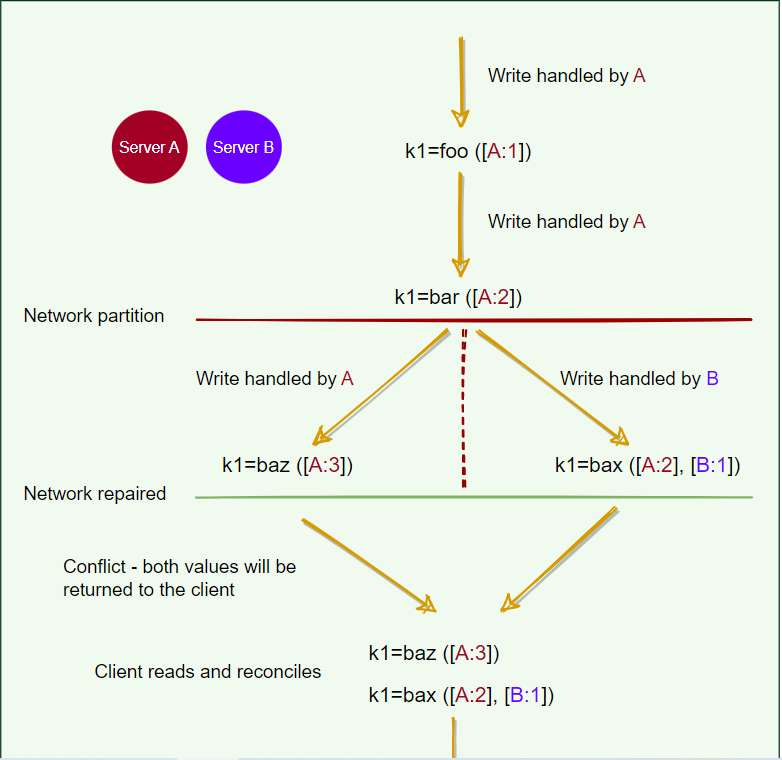 Write handled by A
Server A
Server B
k1=foo ([A:1])
Write handled by A
k1=bar ([A:2])
Network partition
Write handled by A
Write handled by B
k1=baz ([A:3])
k1=bax ([A:2], [B:1])
Network repaired
Conflict - both values will be
returned to the client
k1=baz ([A:3])
Client reads and reconciles
k1=bax ([A:2], [B:1])